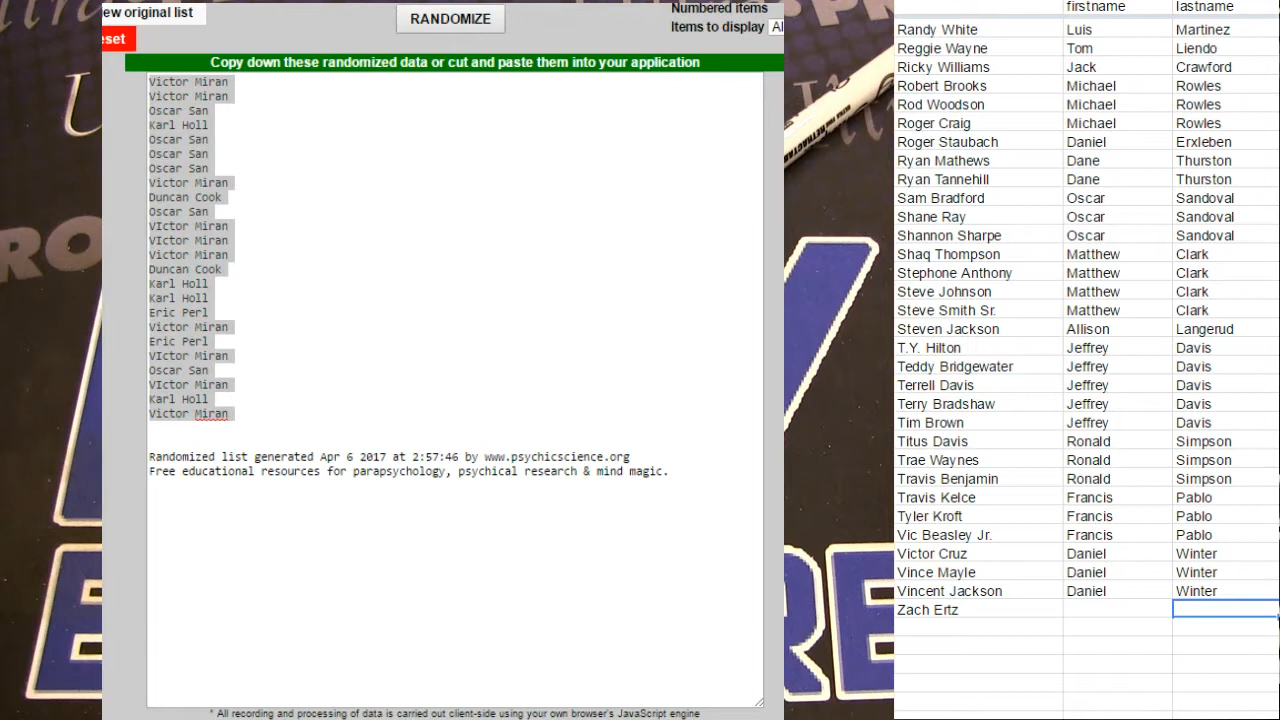 ew original list
RANDOMIZE
Numbered items
Items to display Al
set
Copy down these randomized data or cut and paste them into your application
Victor Miran
Victor Miran
Oscar San
Karl Holl
Oscar San
Oscar San
Oscar San
Victor Miran
Duncan Cook
Oscar San
VIctor Miran
VIctor Miran
Victor Miran
Duncan Cook
Karl Holl
Karl Holl
Eric Perl
Victor Miran
Eric Perl
VIctor Miran
Oscar San
VIctor Miran
Karl Holl
Victor Miran
Randomized list generated Apr 6 2017 at 2:57:46 by www.psychicscience.org
Free educational resources for parapsychology, psychical research & mind magic.
* All recording and processing of data is carried out client-side using your own browser's JavaScript engine
firstname lastname
Randy White Luis Martinez
Reggie Wayne Tom Liendo
Ricky Williams Jack Crawford
Robert Brooks Michael Rowles
Rod Woodson Michael Rowles
Roger Craig Michael Rowles
Roger Staubach Daniel Erxleben
Ryan Mathews Dane Thurston
Ryan Tannehill Dane Thurston
Sam Bradford Oscar Sandoval
Shane Ray Oscar Sandoval
Shannon Sharpe Oscar Sandoval
Shaq Thompson Matthew Clark
Stephone Anthony Matthew Clark
Steve Johnson Matthew Clark
Steve Smith Sr. Matthew Clark
Steven Jackson Allison Langerud
T.Y. Hilton Jeffrey Davis
Teddy Bridgewater Jeffrey Davis
Terrell Davis Jeffrey Davis
Terry Bradshaw Jeffrey Davis
Tim Brown Jeffrey Davis
Titus Davis Ronald Simpson
Trae Waynes Ronald Simpson
Travis Benjamin Ronald Simpson
Travis Kelce Francis Pablo
Tyler Kroft Francis Pablo
Vic Beasley Jr. Francis Pablo
Victor Cruz Daniel Winter
Vince Mayle Daniel Winter
Vincent Jackson Daniel Winter
Zach Ertz